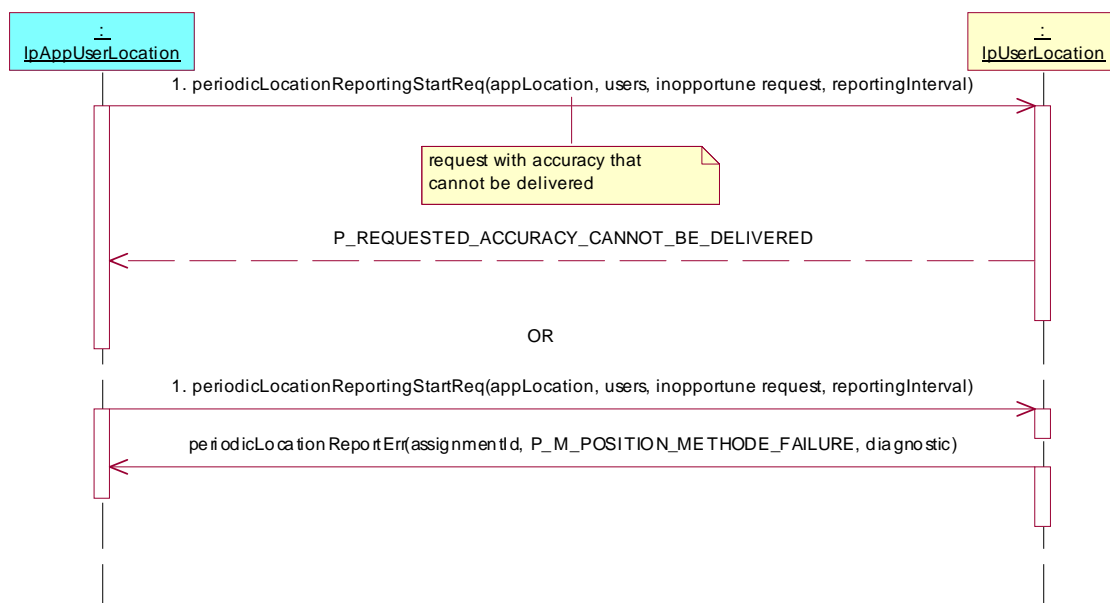 :
IpAppUserLocation
:
IpUserLocation
1. periodicLocationReportingStartReq(appLocation, users, inopportune request, reportingInterval)
request with accuracy that
cannot be delivered
P_REQUESTED_ACCURACY_CANNOT_BE_DELIVERED
OR
1. periodicLocationReportingStartReq(appLocation, users, inopportune request, reportingInterval)
periodicLocationReportErr(assignmentId, P_M_POSITION_METHODE_FAILURE, diagnostic)